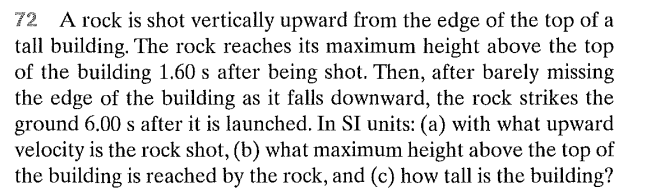 72 A rock is shot vertically upward from the edge of the top of a
tall building. The rock reaches its maximum height above the top
of the building 1.60 s after being shot. Then, after barely missing
the edge of the building as it falls downward, the rock strikes the
ground 6.00 s after it is launched. In SI units: (a) with what upward
velocity is the rock shot, (b) what maximum height above the top of
the building is reached by the rock, and (c) how tall is the building?